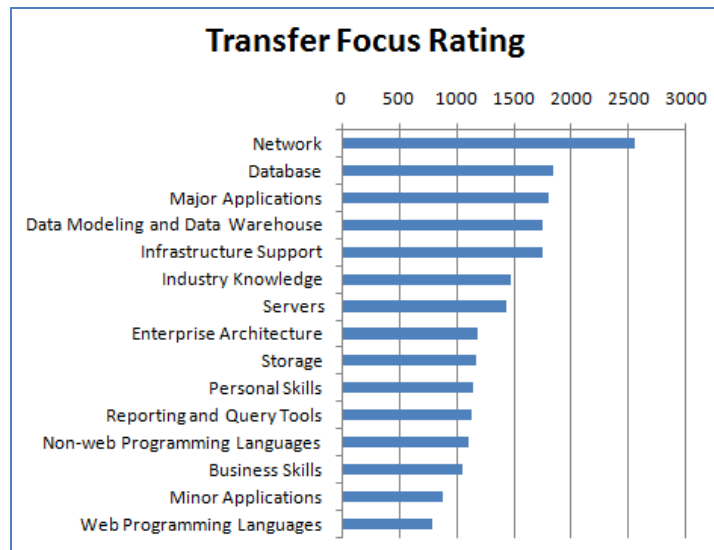 Transfer Focus Rating
0 500 1000 1500 2000 2500 3000
Network
Database
Major Applications
Data Modeling and Data Warehouse
Infrastructure Support
Industry Knowledge
Servers
Enterprise Architecture
Storage
Personal Skills
Reporting and Query Tools
Non-web Programming Languages
Business Skills
Minor Applications
Web Programming Languages